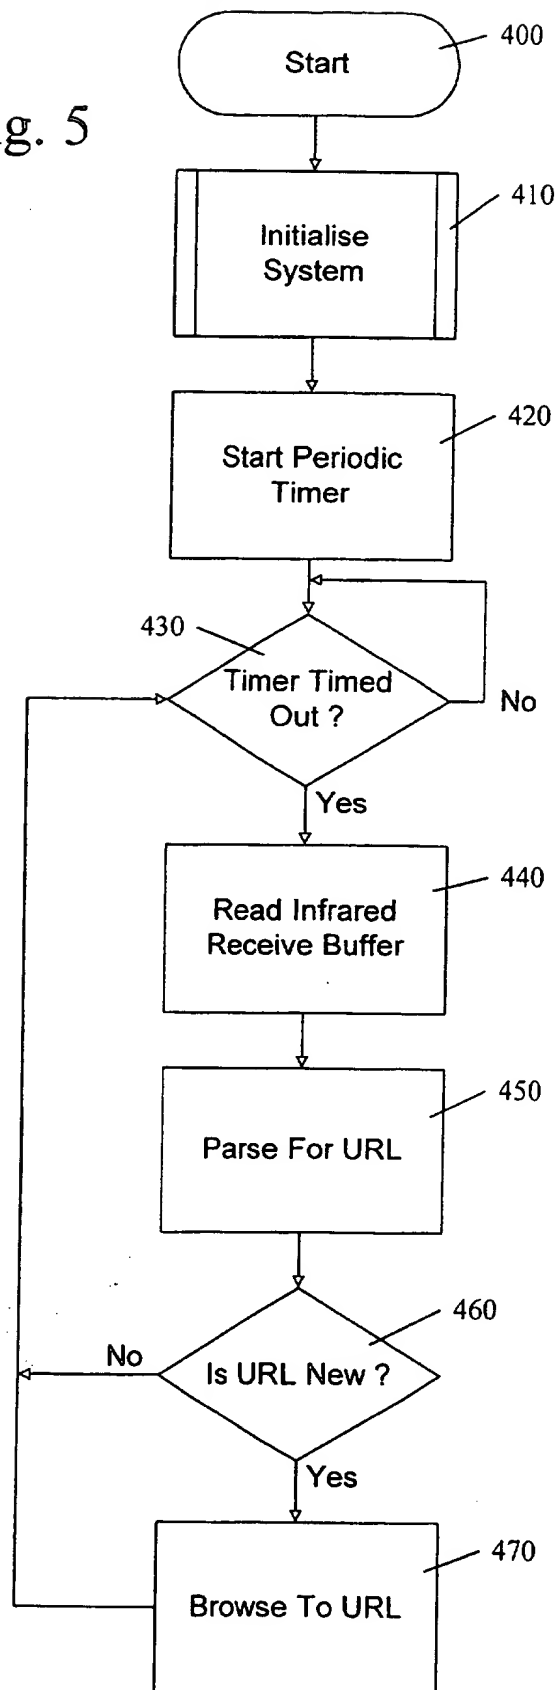 g. 5
Start
400
Initialise
System
410
Start Periodic
Timer
420
430
Timer Timed
Out ?
No
Yes
Read Infrared
Receive Buffer
440
Parse For URL
450
460
Is URL New ?
No
Yes
Browse To URL
470